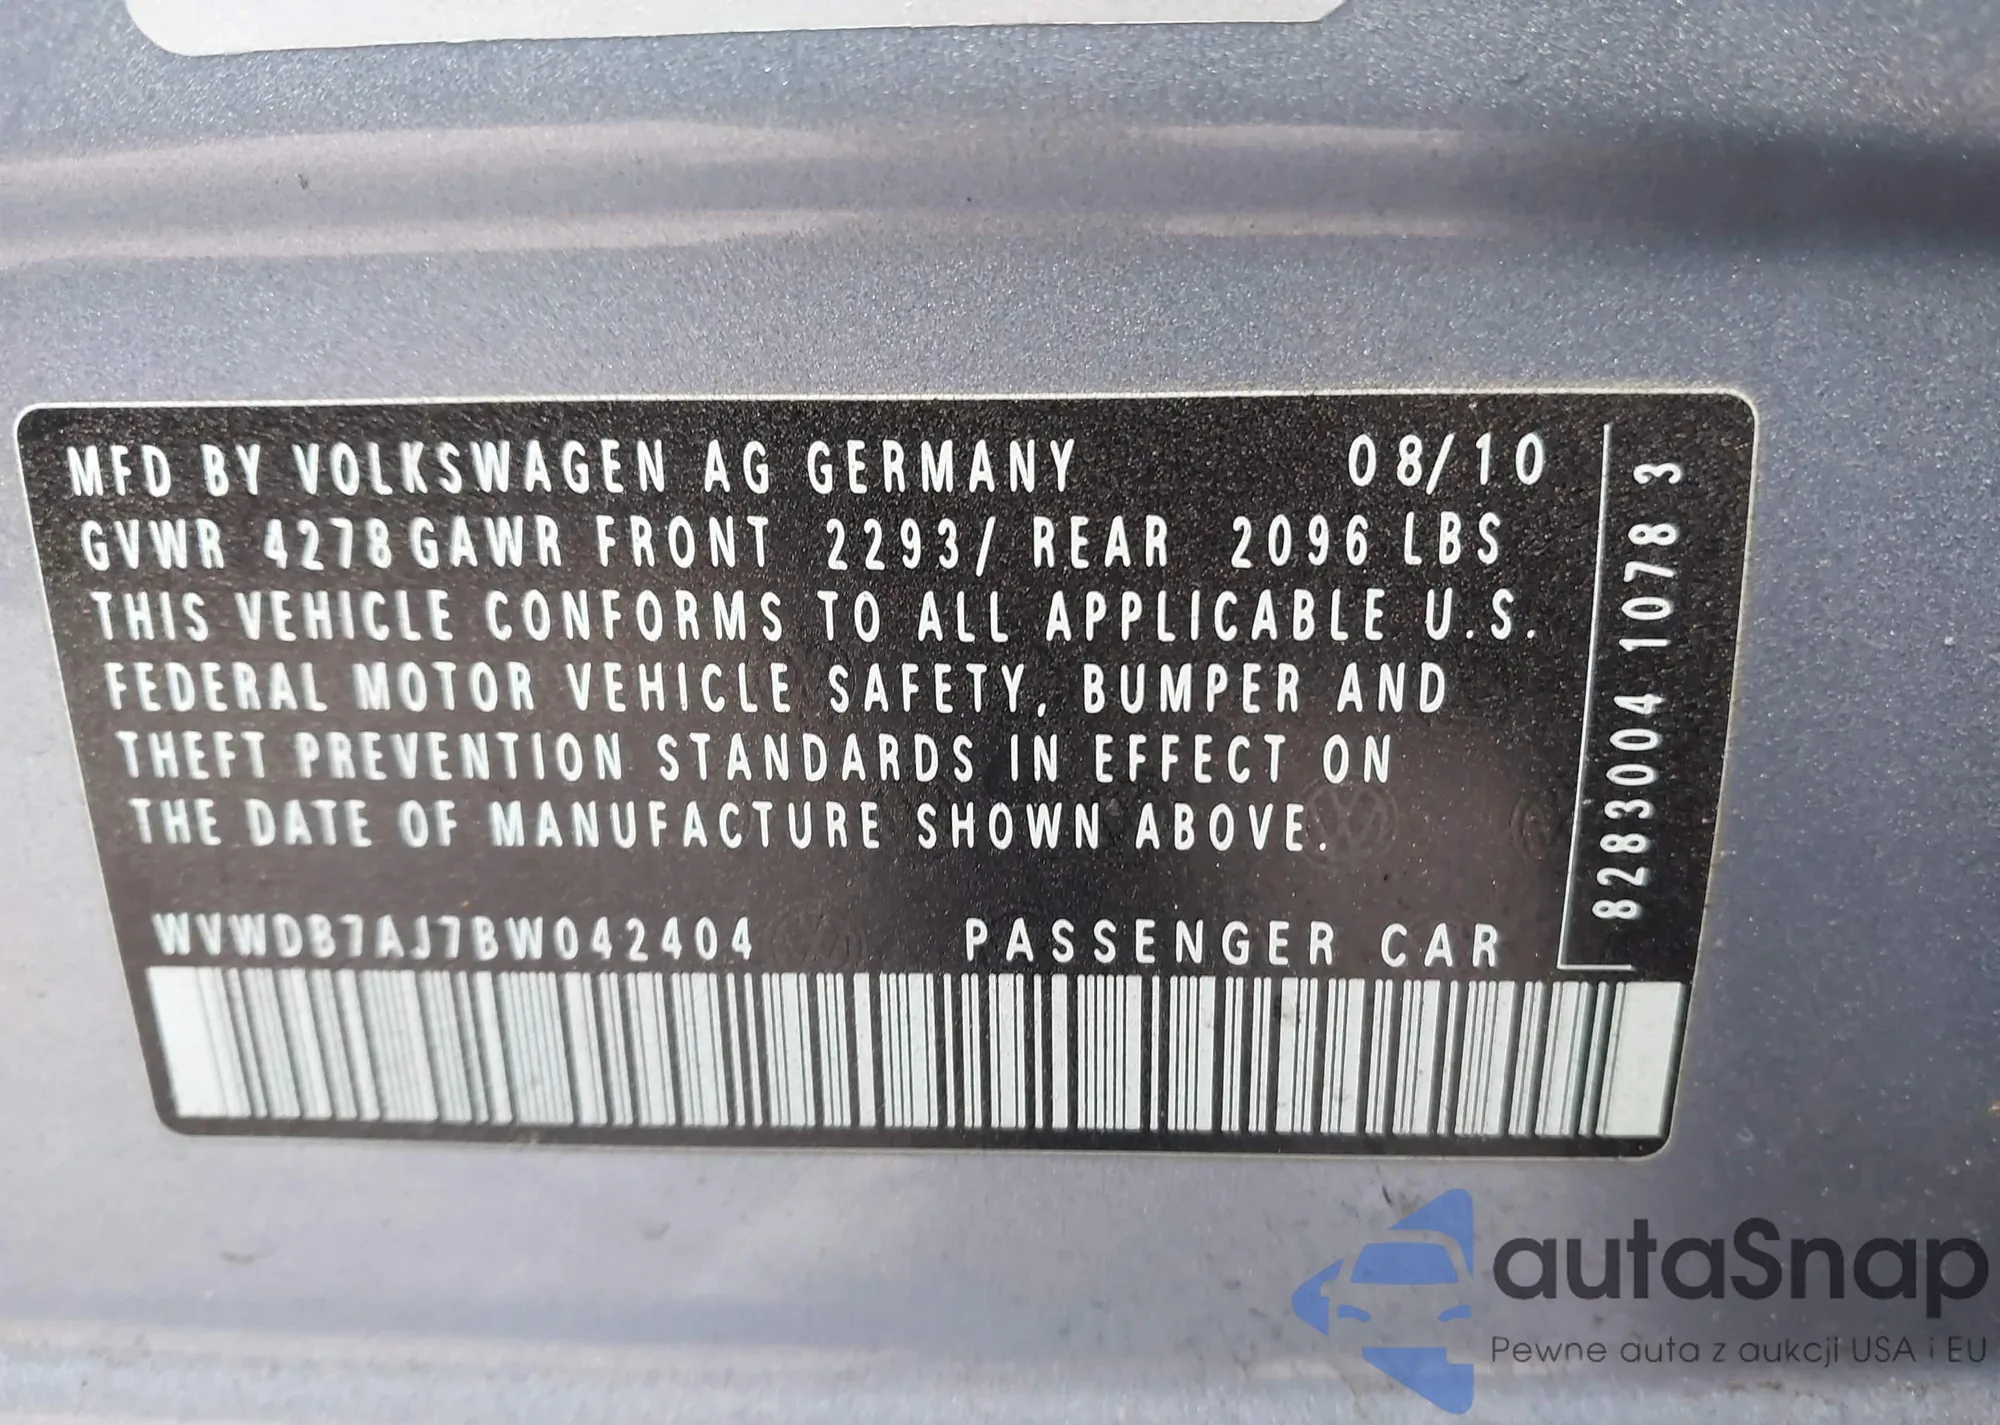 MFD BY VOLKSWAGEN AG GERMANY 08/10
GVWR 4278 GAWR FRONT 2293/ REAR 2096 LBS
THIS VEHICLE CONFORMS TO ALL APPLICABLE U.S.
FEDERAL MOTOR VEHICLE SAFETY, BUMPER AND
THEFT PREVENTION STANDARDS IN EFFECT ON
THE DATE OF MANUFACTURE SHOWN ABOVE.
WVWDB7AJ7BW042404 PASSENGER CAR
8283004 1078 3
autaSnap
Pewne auta z aukcji USA i EU